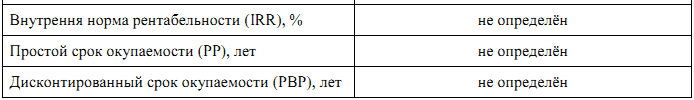 Внутрення норма рентабельности (IRR), % не определён
Простой срок окупаемости (PP), лет не определён
Дисконтированный срок окупаемости (PBP), лет не определён